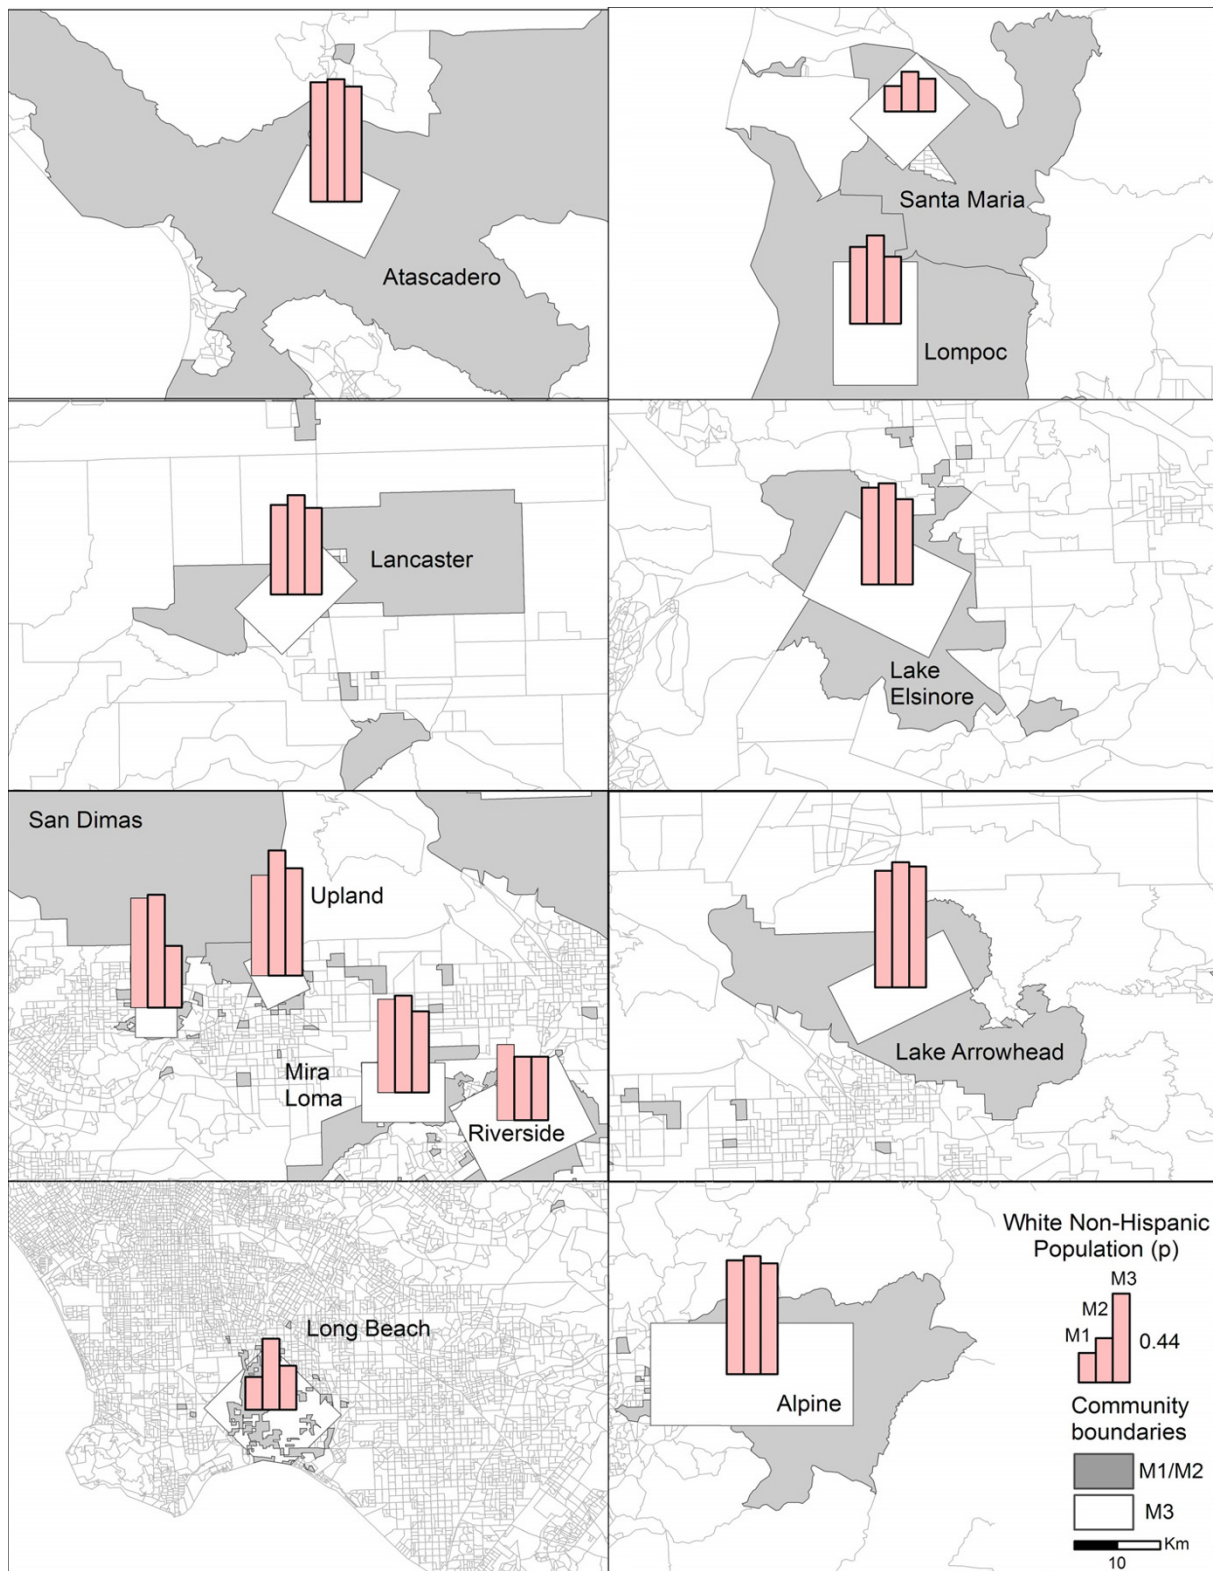 Atascadero
Santa Maria
Lompoc
Lancaster
Lake
Elsinore
San Dimas
Upland
Mira
Loma
Riverside
Lake Arrowhead
Long Beach
Alpine
White Non-Hispanic
Population (p)
M3
M2
M1
0.44
Community
boundaries
M1/M2
M3
Km
10